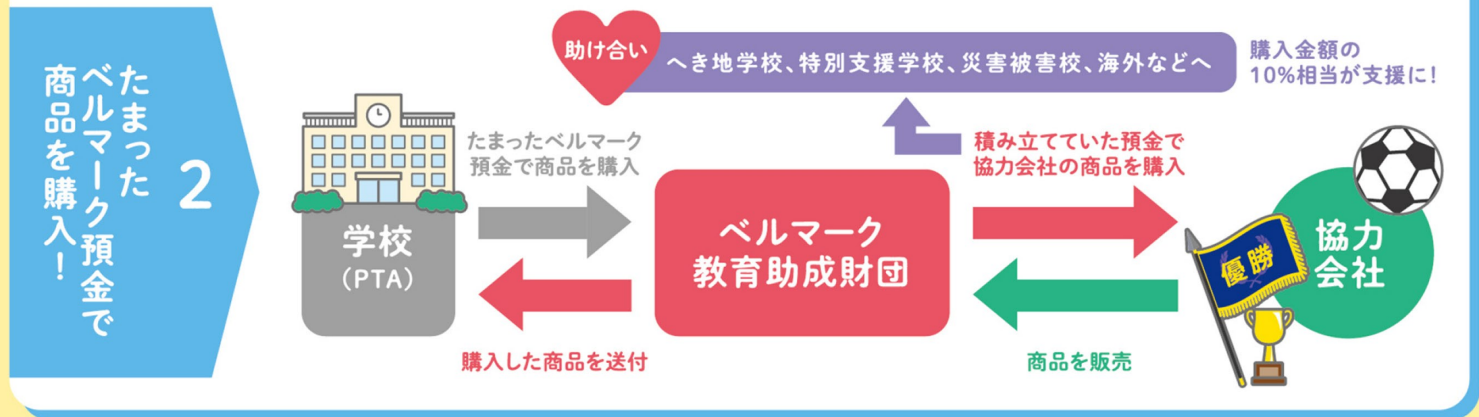 2
たまった
ベルマーク預金で
商品を購入！
助け合い
へき地学校、特別支援学校、災害被害校、海外などへ
購入金額の
10%相当が支援に！
たまったベルマーク
預金で商品を購入
積み立てていた預金で
協力会社の商品を購入
学校
(PTA)
ベルマーク
教育助成財団
優勝
協力
会社
購入した商品を送付
商品を販売